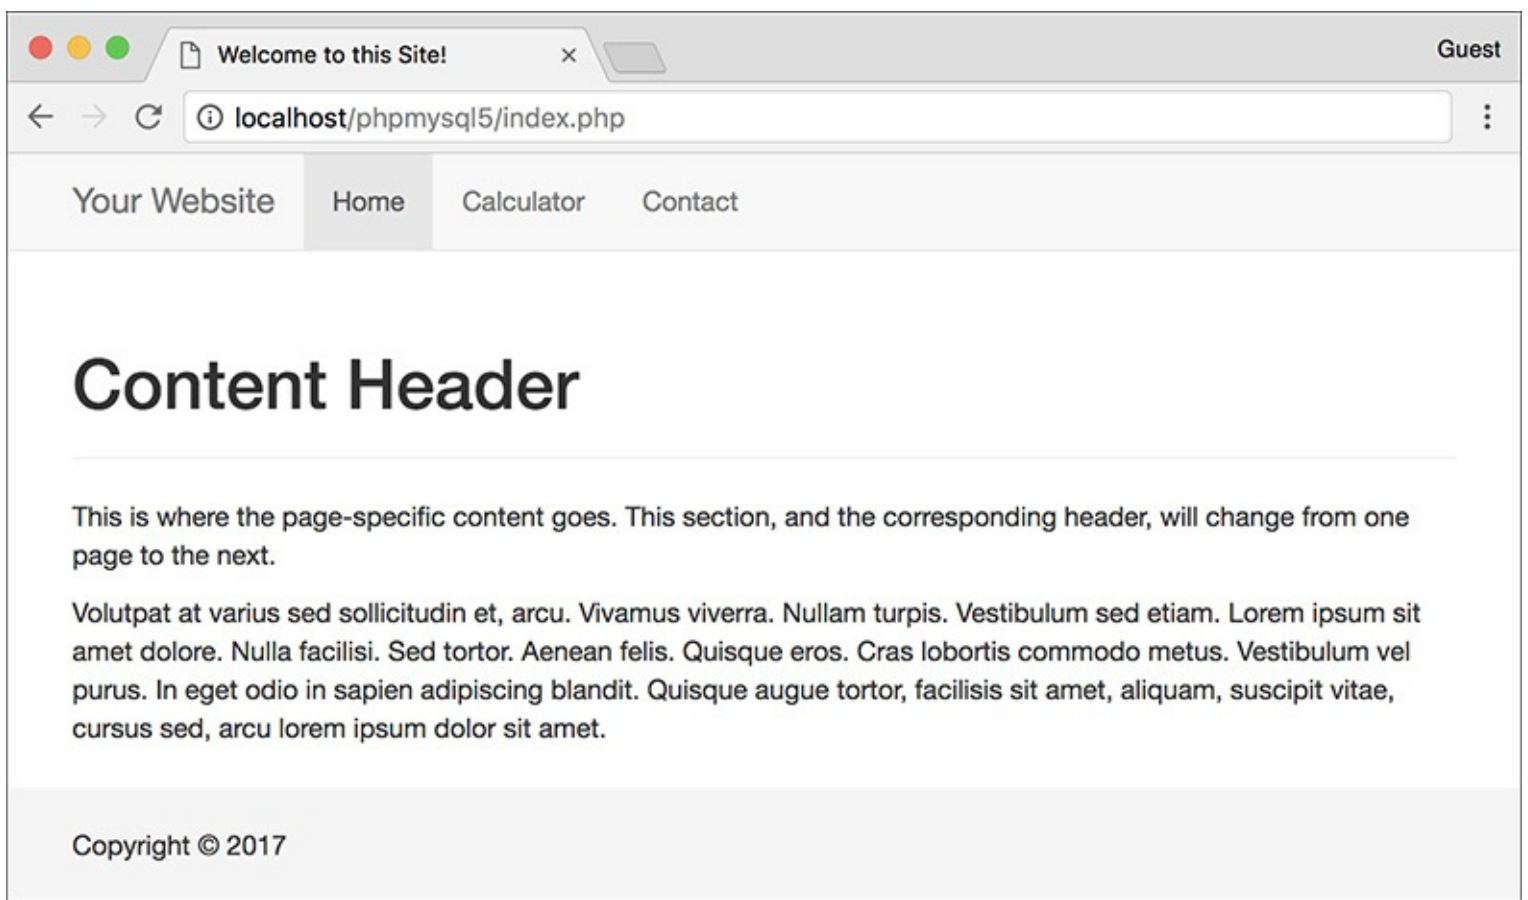 Welcome to this Site!
Guest
localhost/phpmysql5/index.php
Your Website Home Calculator Contact
Content Header
This is where the page-specific content goes. This section, and the corresponding header, will change from one
page to the next.
Volutpat at varius sed sollicitudin et, arcu. Vivamus viverra. Nullam turpis. Vestibulum sed etiam. Lorem ipsum sit
amet dolore. Nulla facilisi. Sed tortor. Aenean felis. Quisque eros. Cras lobortis commodo metus. Vestibulum vel
purus. In eget odio in sapien adipiscing blandit. Quisque augue tortor, facilisis sit amet, aliquam, suscipit vitae,
cursus sed, arcu lorem ipsum dolor sit amet.
Copyright © 2017